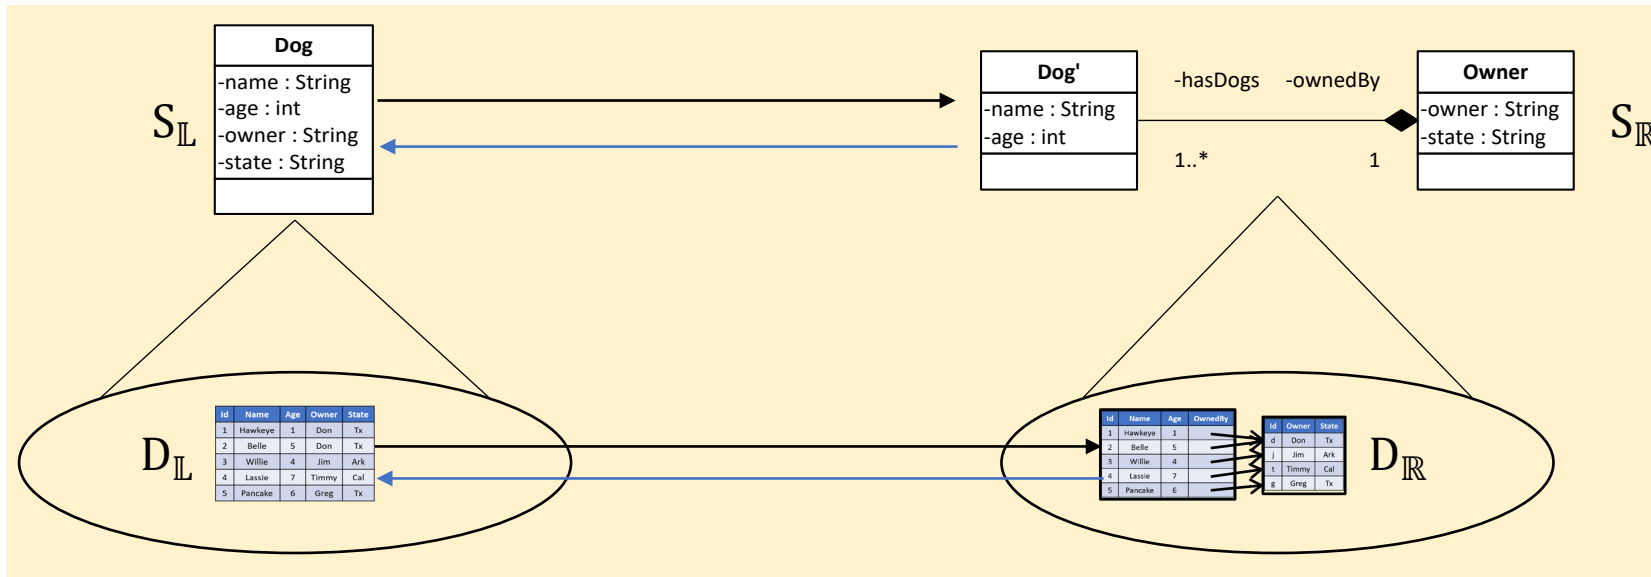 Dog
-name : String
-age : int
-owner : String
-state : String
S𝕃
Dog'
-name : String
-age : int
-hasDogs -ownedBy
1..* 1
Owner
-owner : String
-state : String
Sℝ
D𝕃
Id Name Age Owner State
1 Hawkeye 1 Don Tx
2 Belle 5 Don Tx
3 Willie 4 Jim Ark
4 Lassie 7 Timmy Cal
5 Pancake 6 Greg Tx
Id Name Age OwnedBy
1 Hawkeye 1
2 Belle 5
3 Willie 4
4 Lassie 7
5 Pancake 6
Id Owner State
d Don Tx
j Jim Ark
t Timmy Cal
g Greg Tx
Dℝ